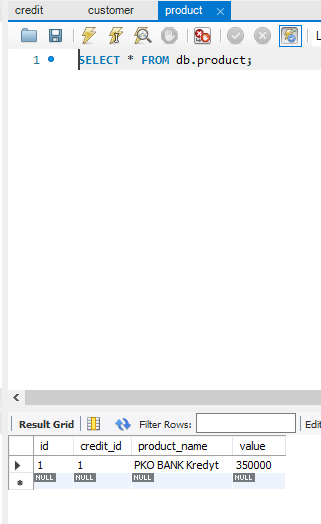 credit customer product
1 SELECT * FROM db.product;
Result Grid Filter Rows:
id credit_id product_name value
1 1 PKO BANK Kredyt 350000
NULL NULL NULL NULL